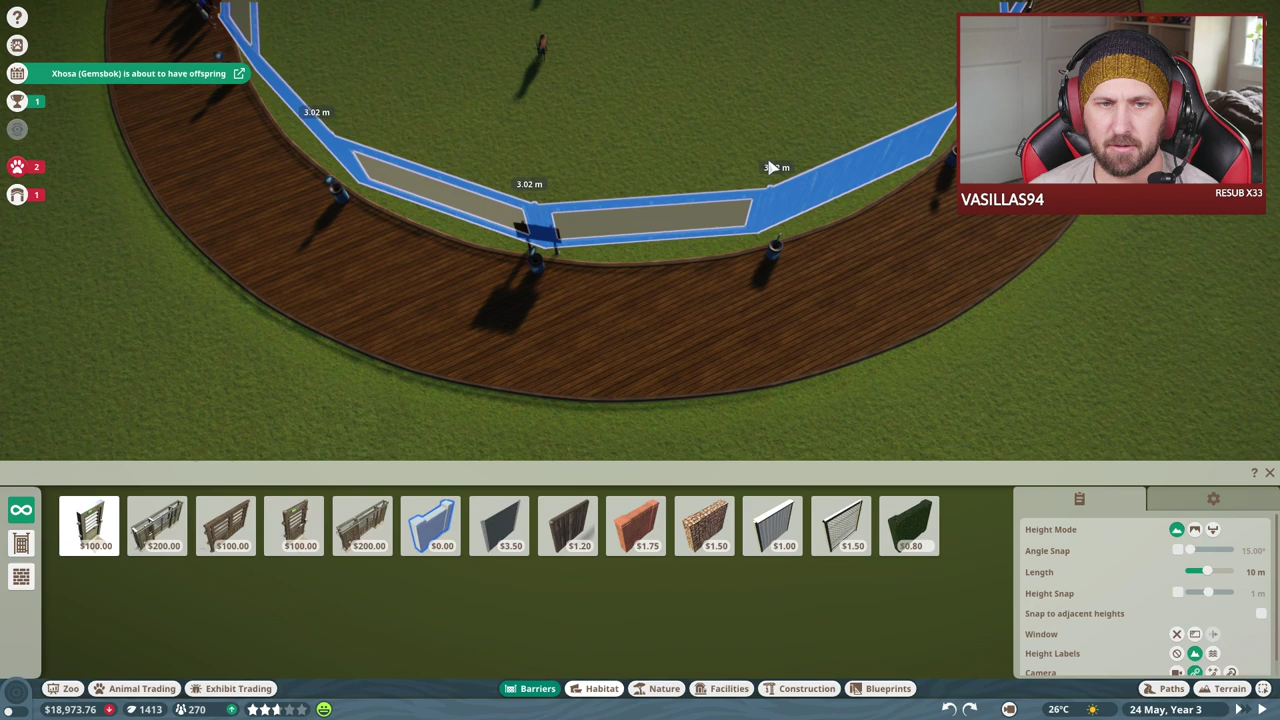 ?
Xhosa (Gemsbok) is about to have offspring
1
2
1
3.02 m
3.02 m
VASILLAS94
RESUB X33
?
$100.00
$200.00
$100.00
$100.00
$200.00
$0.00
$3.50
$1.20
$1.75
$1.50
$1.00
$1.50
$0.80
Height Mode
Angle Snap
15.00°
Length
10 m
Height Snap
1 m
Snap to adjacent heights
Window
Height Labels
Camera
Zoo
Animal Trading
Exhibit Trading
Barriers
Habitat
Nature
Facilities
Construction
Blueprints
Paths
Terrain
$18,973.76
1413
270
26°C
24 May, Year 3